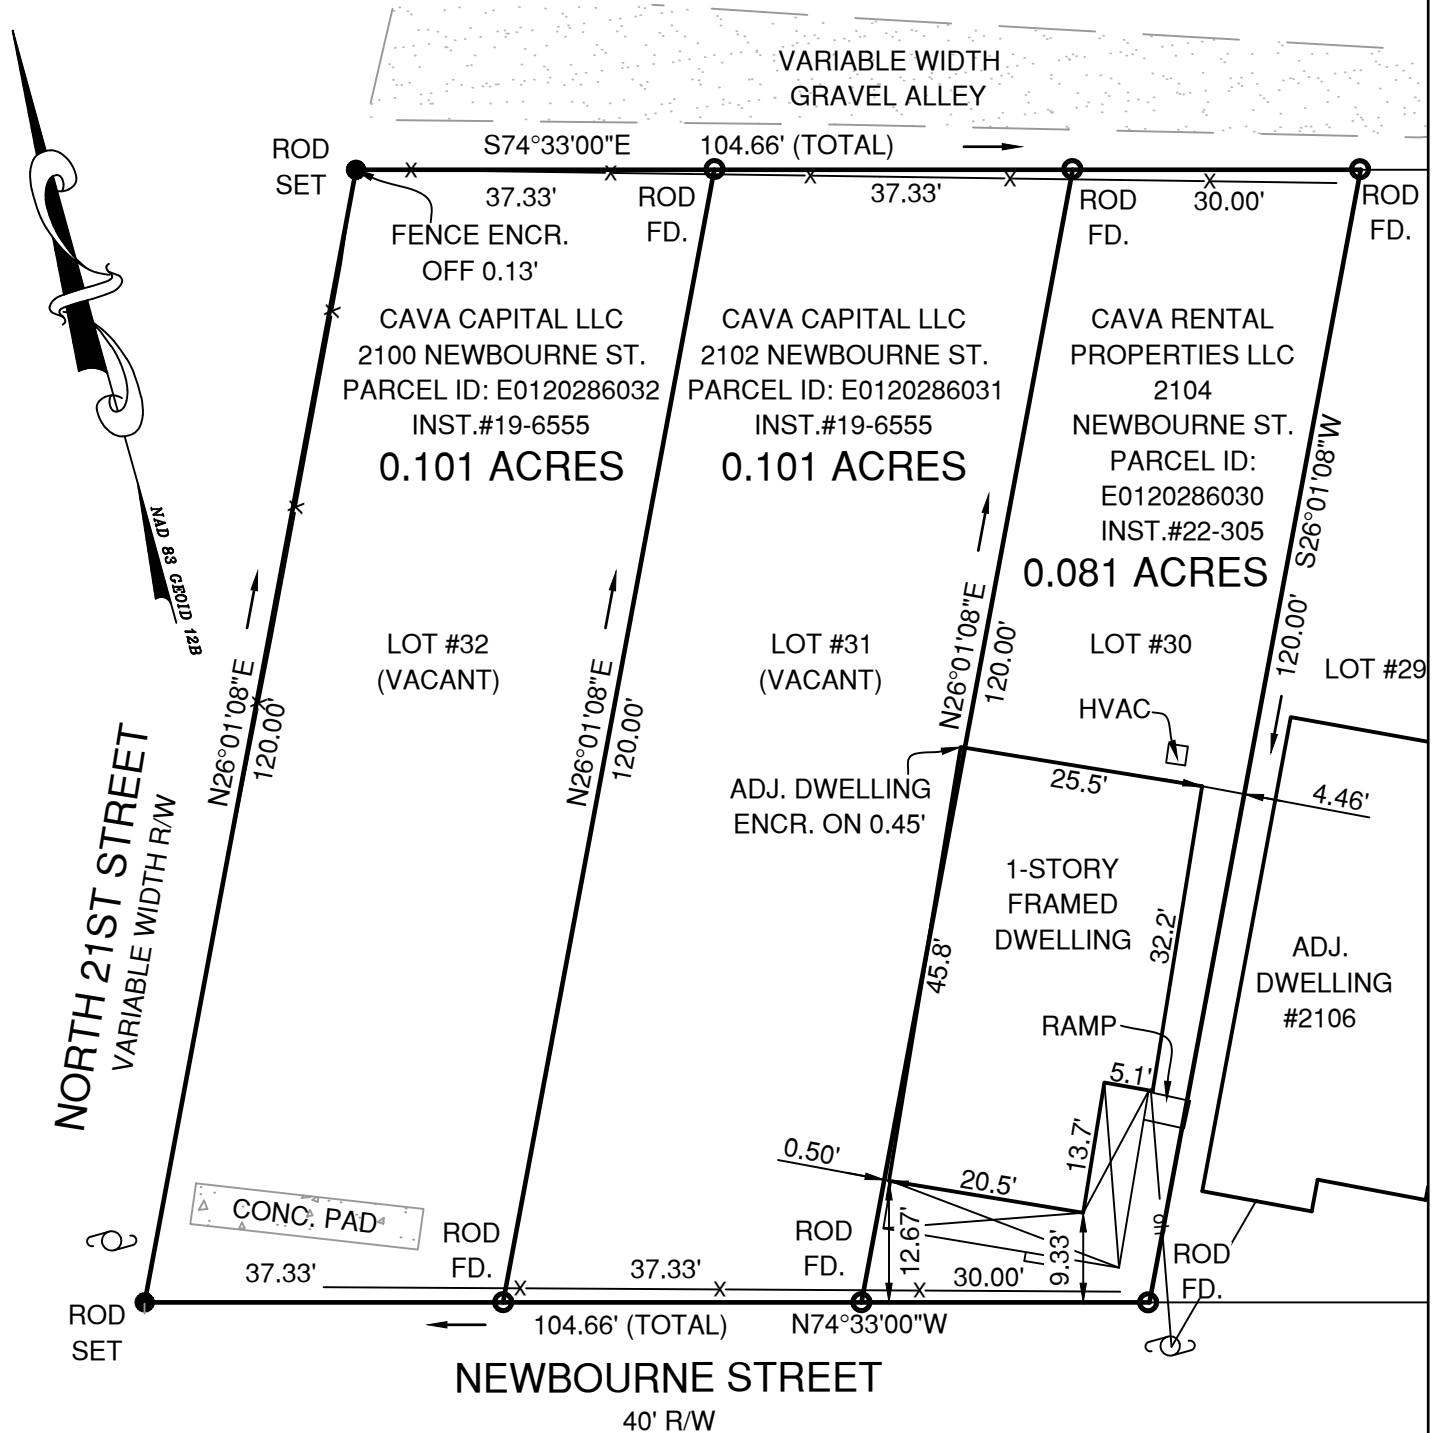 VARIABLE WIDTH
GRAVEL ALLEY
S74°33'00"E
104.66' (TOTAL)
ROD
SET
37.33'
ROD
FD.
37.33'
ROD
FD.
30.00'
ROD
FD.
FENCE ENCR.
OFF 0.13'
CAVA CAPITAL LLC
2100 NEWBOURNE ST.
PARCEL ID: E0120286032
INST.#19-6555
0.101 ACRES
CAVA CAPITAL LLC
2102 NEWBOURNE ST.
PARCEL ID: E0120286031
INST.#19-6555
0.101 ACRES
CAVA RENTAL
PROPERTIES LLC
2104
NEWBOURNE ST.
PARCEL ID:
E0120286030
INST.#22-305
0.081 ACRES
NAD 83 GEOID 12B
S26°01'08"W
120.00'
N26°01'08"E
120.00'
N26°01'08"E
120.00'
N26°01'08"E
120.00'
LOT #32
(VACANT)
LOT #31
(VACANT)
LOT #30
LOT #29
HVAC
ADJ. DWELLING
ENCR. ON 0.45'
25.5'
4.46'
1-STORY
FRAMED
DWELLING
32.2'
45.8'
ADJ.
DWELLING
#2106
RAMP
5.1'
13.7'
0.50'
20.5'
NORTH 21ST STREET
VARIABLE WIDTH R/W
CONC. PAD
ROD
FD.
ROD
FD.
12.67'
9.33'
ROD
FD.
37.33'
37.33'
30.00'
ROD
SET
104.66' (TOTAL)
N74°33'00"W
NEWBOURNE STREET
40' R/W